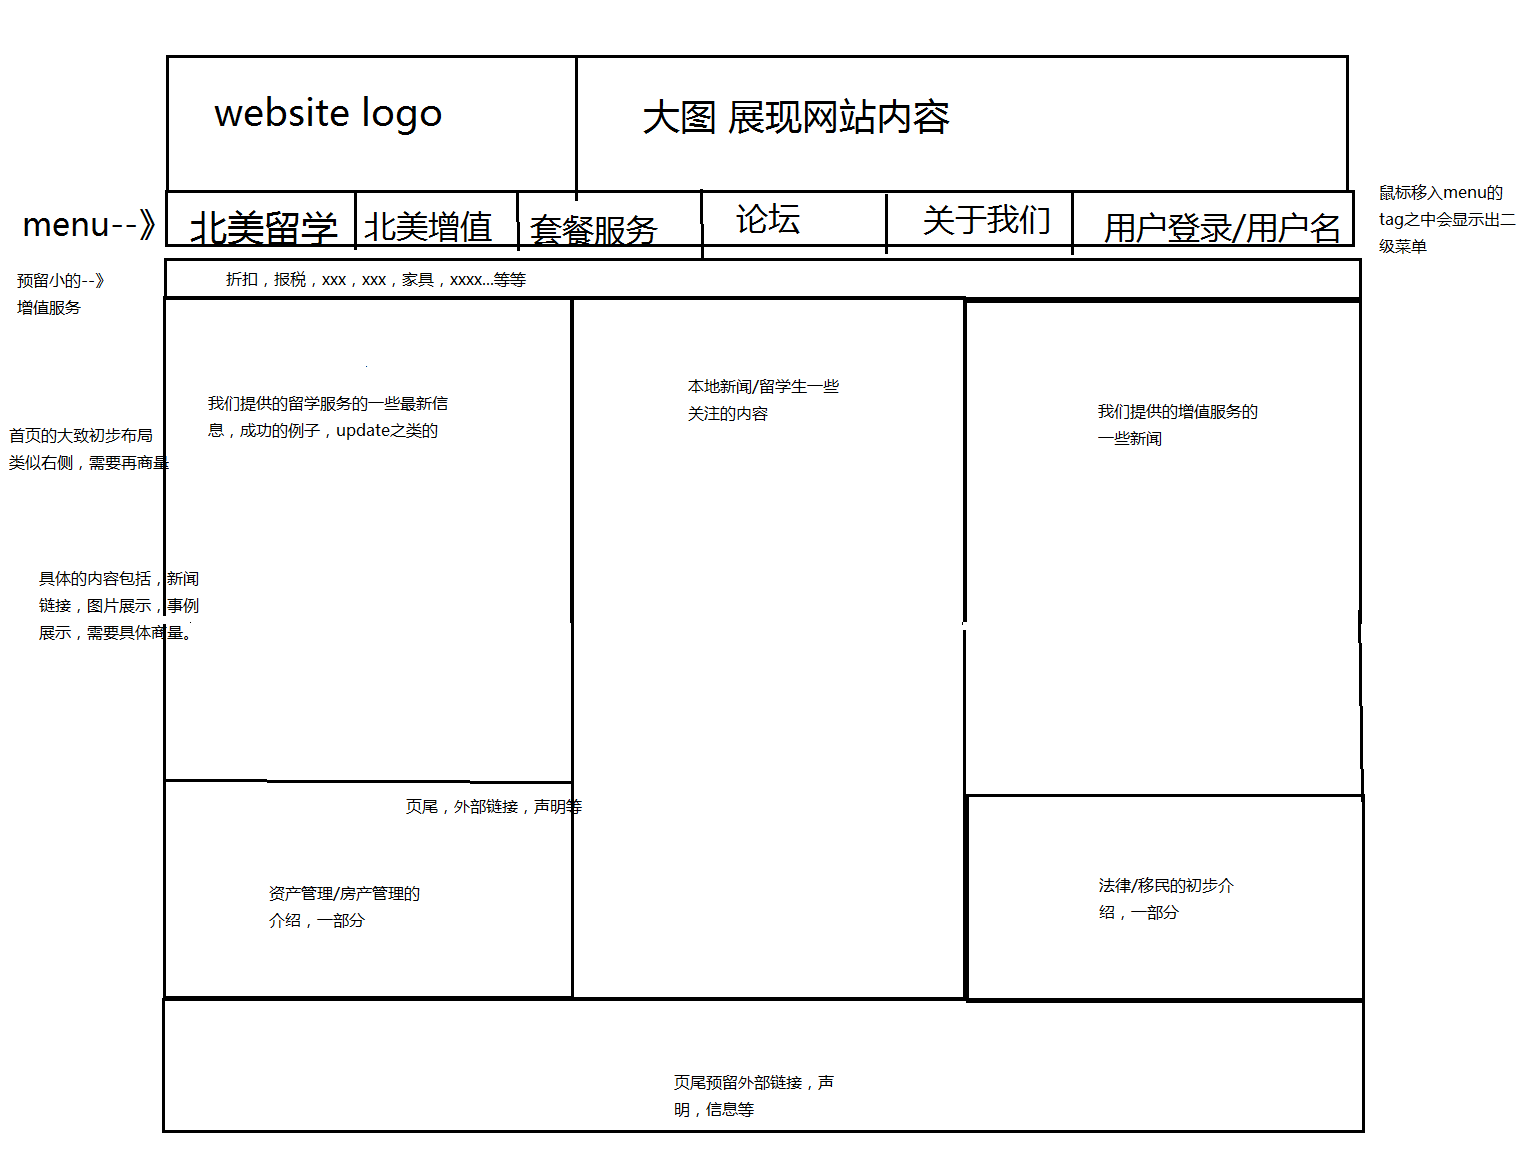 website logo
大图 展现网站内容
menu--》
北美留学
北美增值
套餐服务
论坛
关于我们
用户登录/用户名
鼠标移入menu的
tag之中会显示出二
级菜单
预留小的--》
增值服务
折扣，报税，xxx，xxx，家具，xxxx...等等
首页的大致初步布局
类似右侧，需要再商量
我们提供的留学服务的一些最新信
息，成功的例子，update之类的
本地新闻/留学生一些
关注的内容
我们提供的增值服务的
一些新闻
具体的内容包括，新闻
链接，图片展示，事例
展示，需要具体商量。
页尾，外部链接，声明等
资产管理/房产管理的
介绍，一部分
法律/移民的初步介
绍，一部分
页尾预留外部链接，声
明，信息等